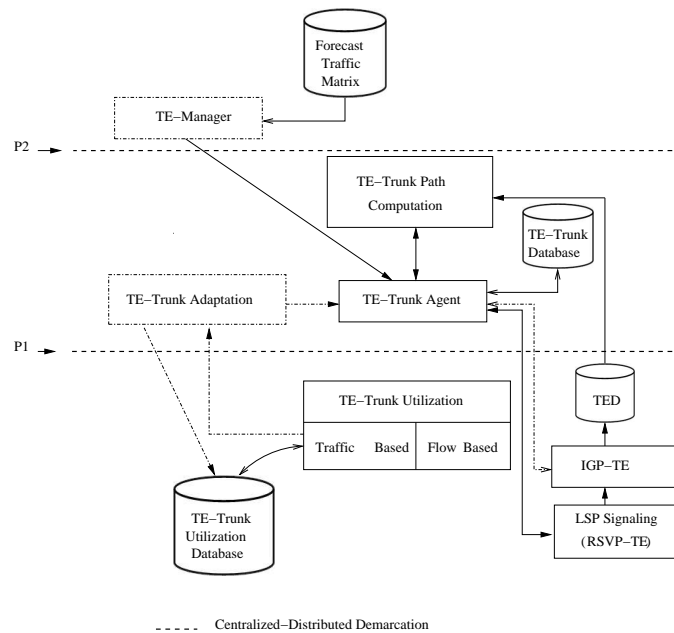 Forecast
Traffic
Matrix
TE−Manager
P2
TE−Trunk Path
Computation
TE−Trunk
Database
TE−Trunk Adaptation
TE−Trunk Agent
P1
TE−Trunk Utilization
TED
Traffic Based
Flow Based
IGP−TE
TE−Trunk
Utilization
Database
LSP Signaling
(RSVP−TE)
Centralized−Distributed Demarcation